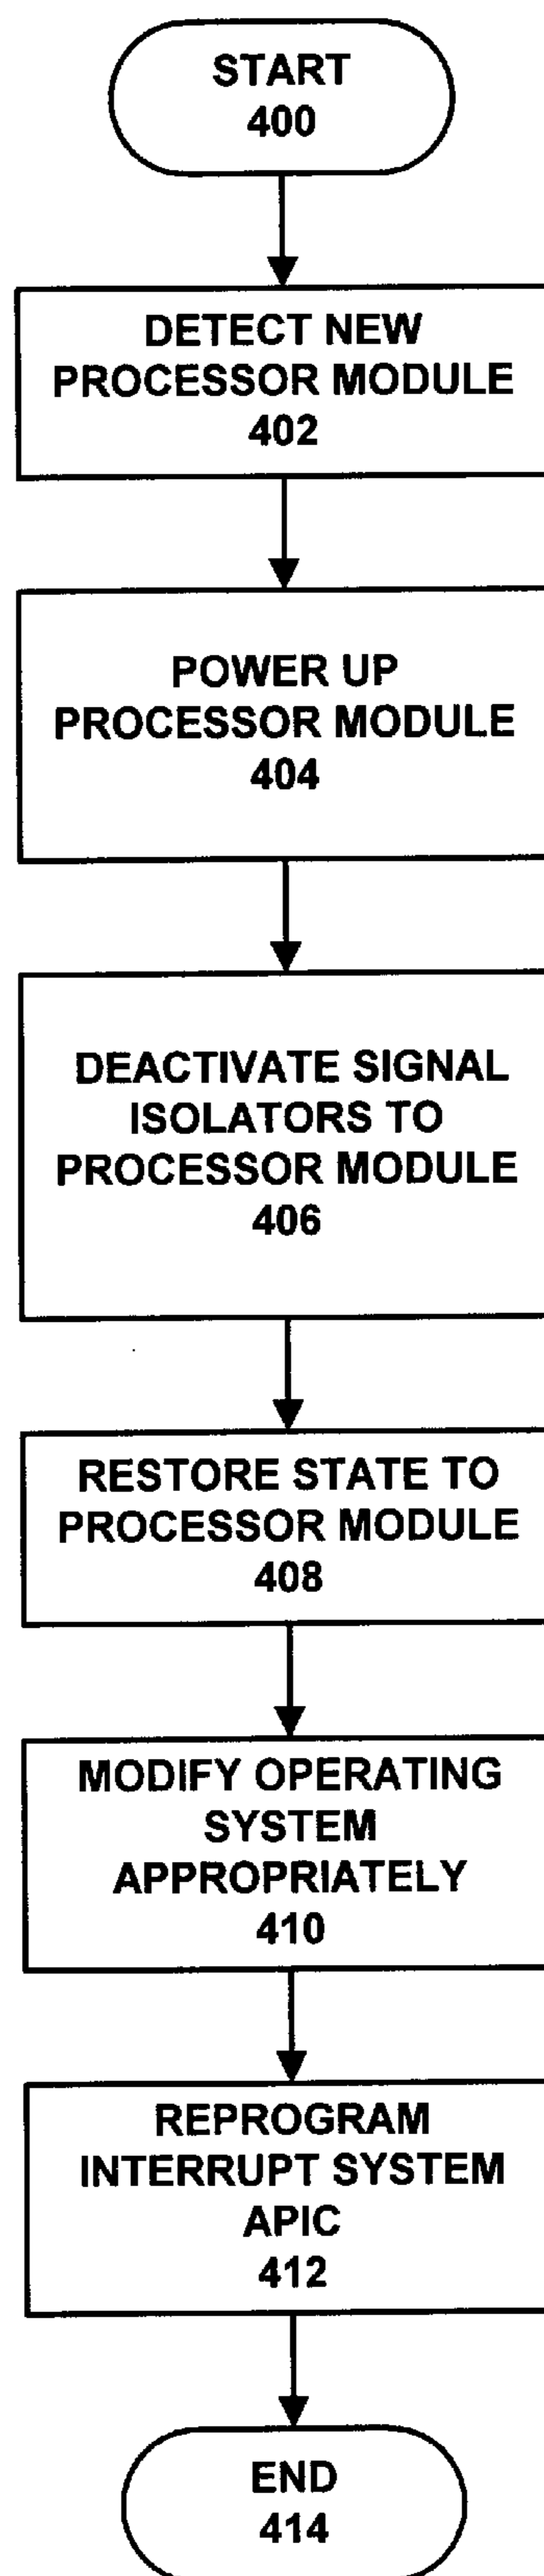 START
400
DETECT NEW
PROCESSOR MODULE
402
POWER UP
PROCESSOR MODULE
404
DEACTIVATE SIGNAL
ISOLATORS TO
PROCESSOR MODULE
406
RESTORE STATE TO
PROCESSOR MODULE
408
MODIFY OPERATING
SYSTEM
APPROPRIATELY
410
REPROGRAM
INTERRUPT SYSTEM
APIC
412
END
414